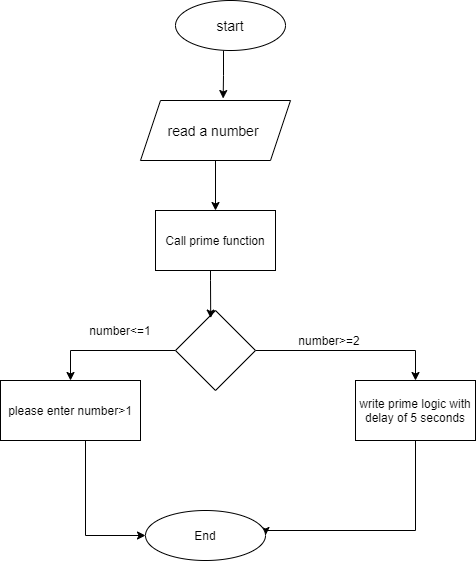 start
read a number
Call prime function
number<=1
number>=2
please enter number>1
write prime logic with
delay of 5 seconds
End